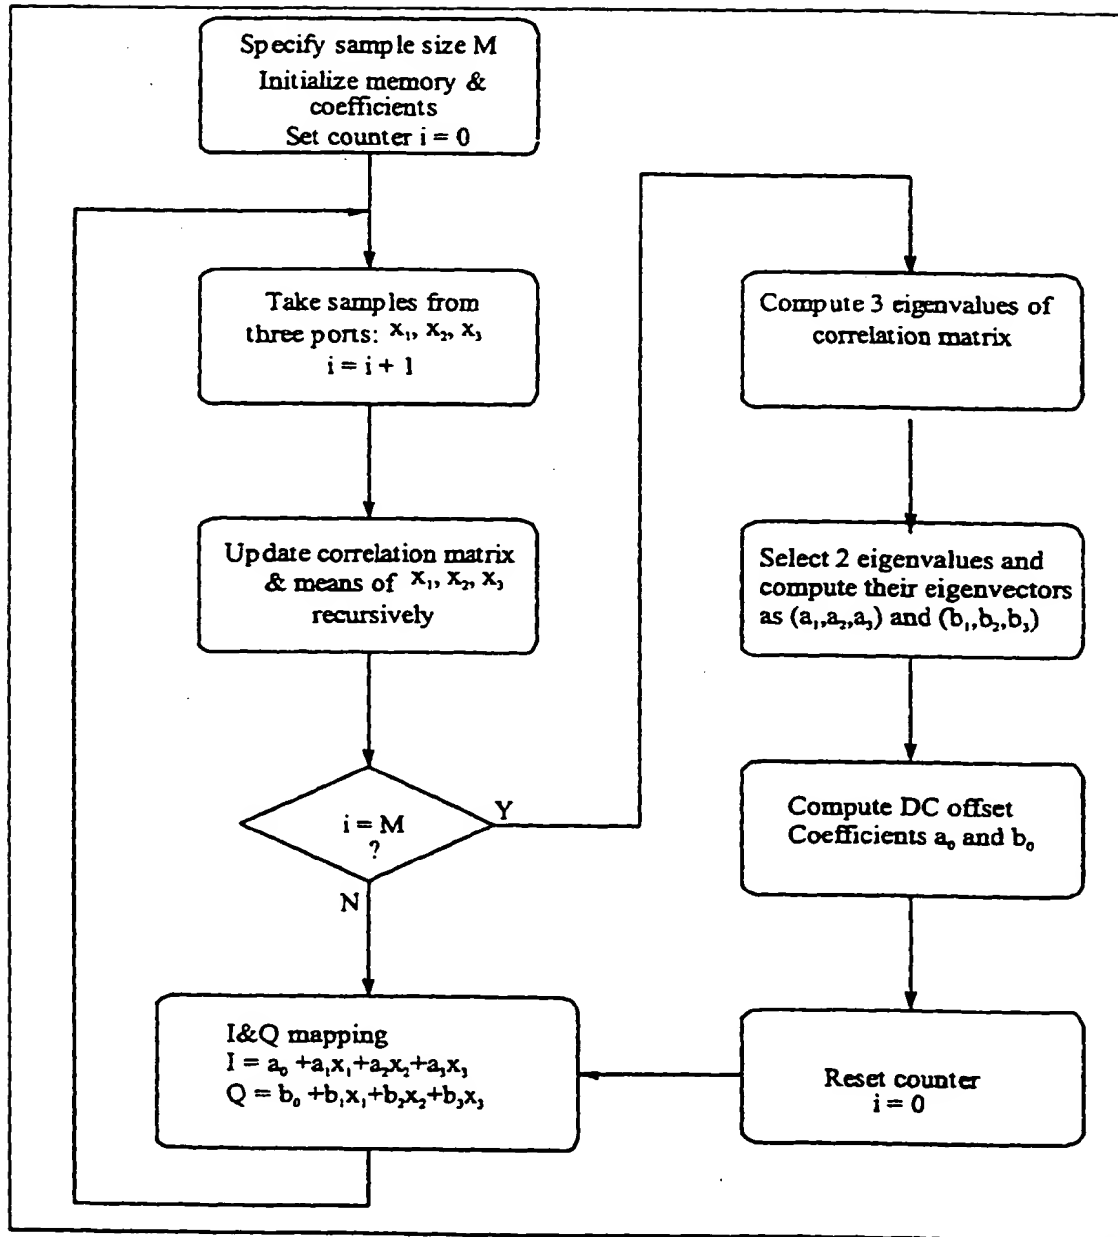 Specify sample size M
Initialize memory &
coefficients
Set counter i = 0
Take samples from
three ports: x₁, x₂, x₃
i = i + 1
Update correlation matrix
& means of x₁, x₂, x₃
recursively
i = M
?
Y
N
I&Q mapping
I = a₀ +a₁x₁+a₂x₂+a₃x₃
Q = b₀ +b₁x₁+b₂x₂+b₃x₃
Compute 3 eigenvalues of
correlation matrix
Select 2 eigenvalues and
compute their eigenvectors
as (a₁,a₂,a₃) and (b₁,b₂,b₃)
Compute DC offset
Coefficients a₀ and b₀
Reset counter
i = 0